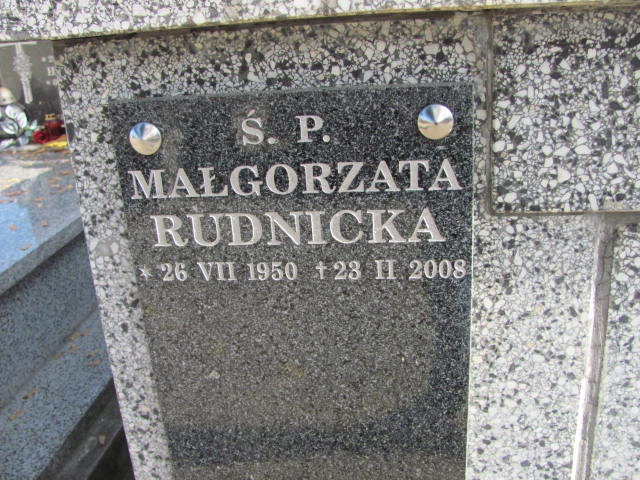 Ś. P.
MAŁGORZATA
RUDNICKA
* 26 VII 1950 † 23 II 2008